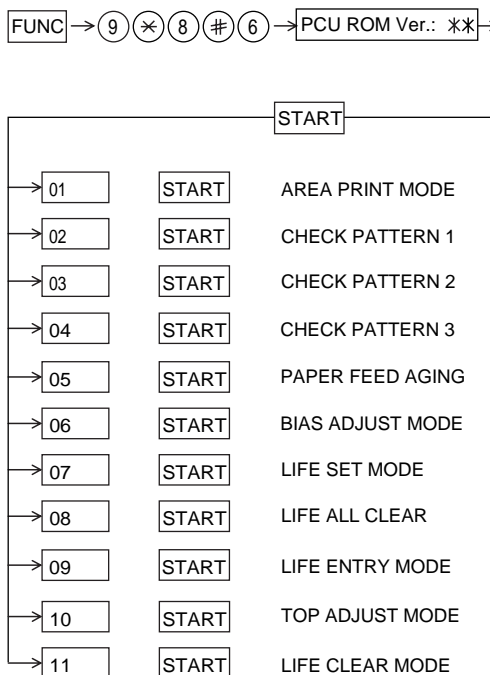 FUNC → 9 * 8 # 6 → PCU ROM Ver.: **
START
01 START AREA PRINT MODE
02 START CHECK PATTERN 1
03 START CHECK PATTERN 2
04 START CHECK PATTERN 3
05 START PAPER FEED AGING
06 START BIAS ADJUST MODE
07 START LIFE SET MODE
08 START LIFE ALL CLEAR
09 START LIFE ENTRY MODE
10 START TOP ADJUST MODE
11 START LIFE CLEAR MODE